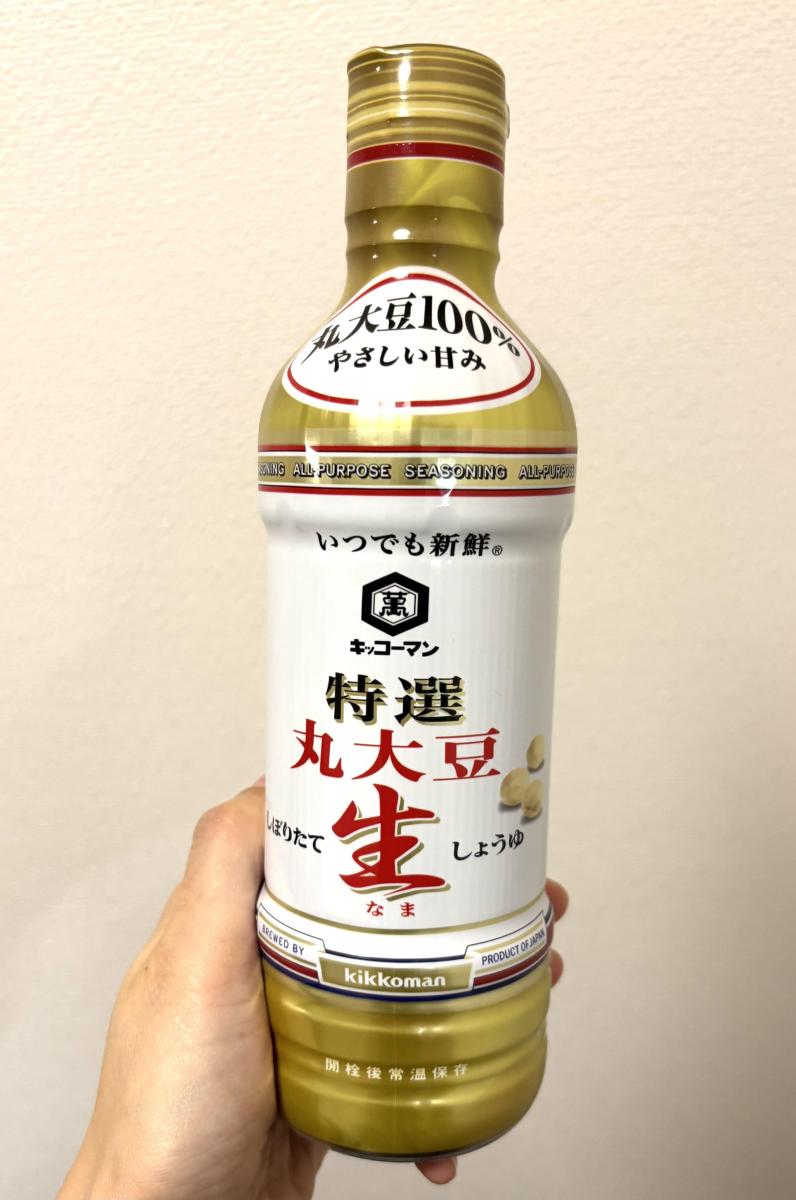 丸大豆100%
やさしい甘み
ALL-PURPOSE SEASONING
いつでも新鮮®
萬
キッコーマン
特選
丸大豆
しぼりたて 生 しょうゆ
なま
BREWED BY
kikkoman
PRODUCT OF JAPAN
開栓後常温保存